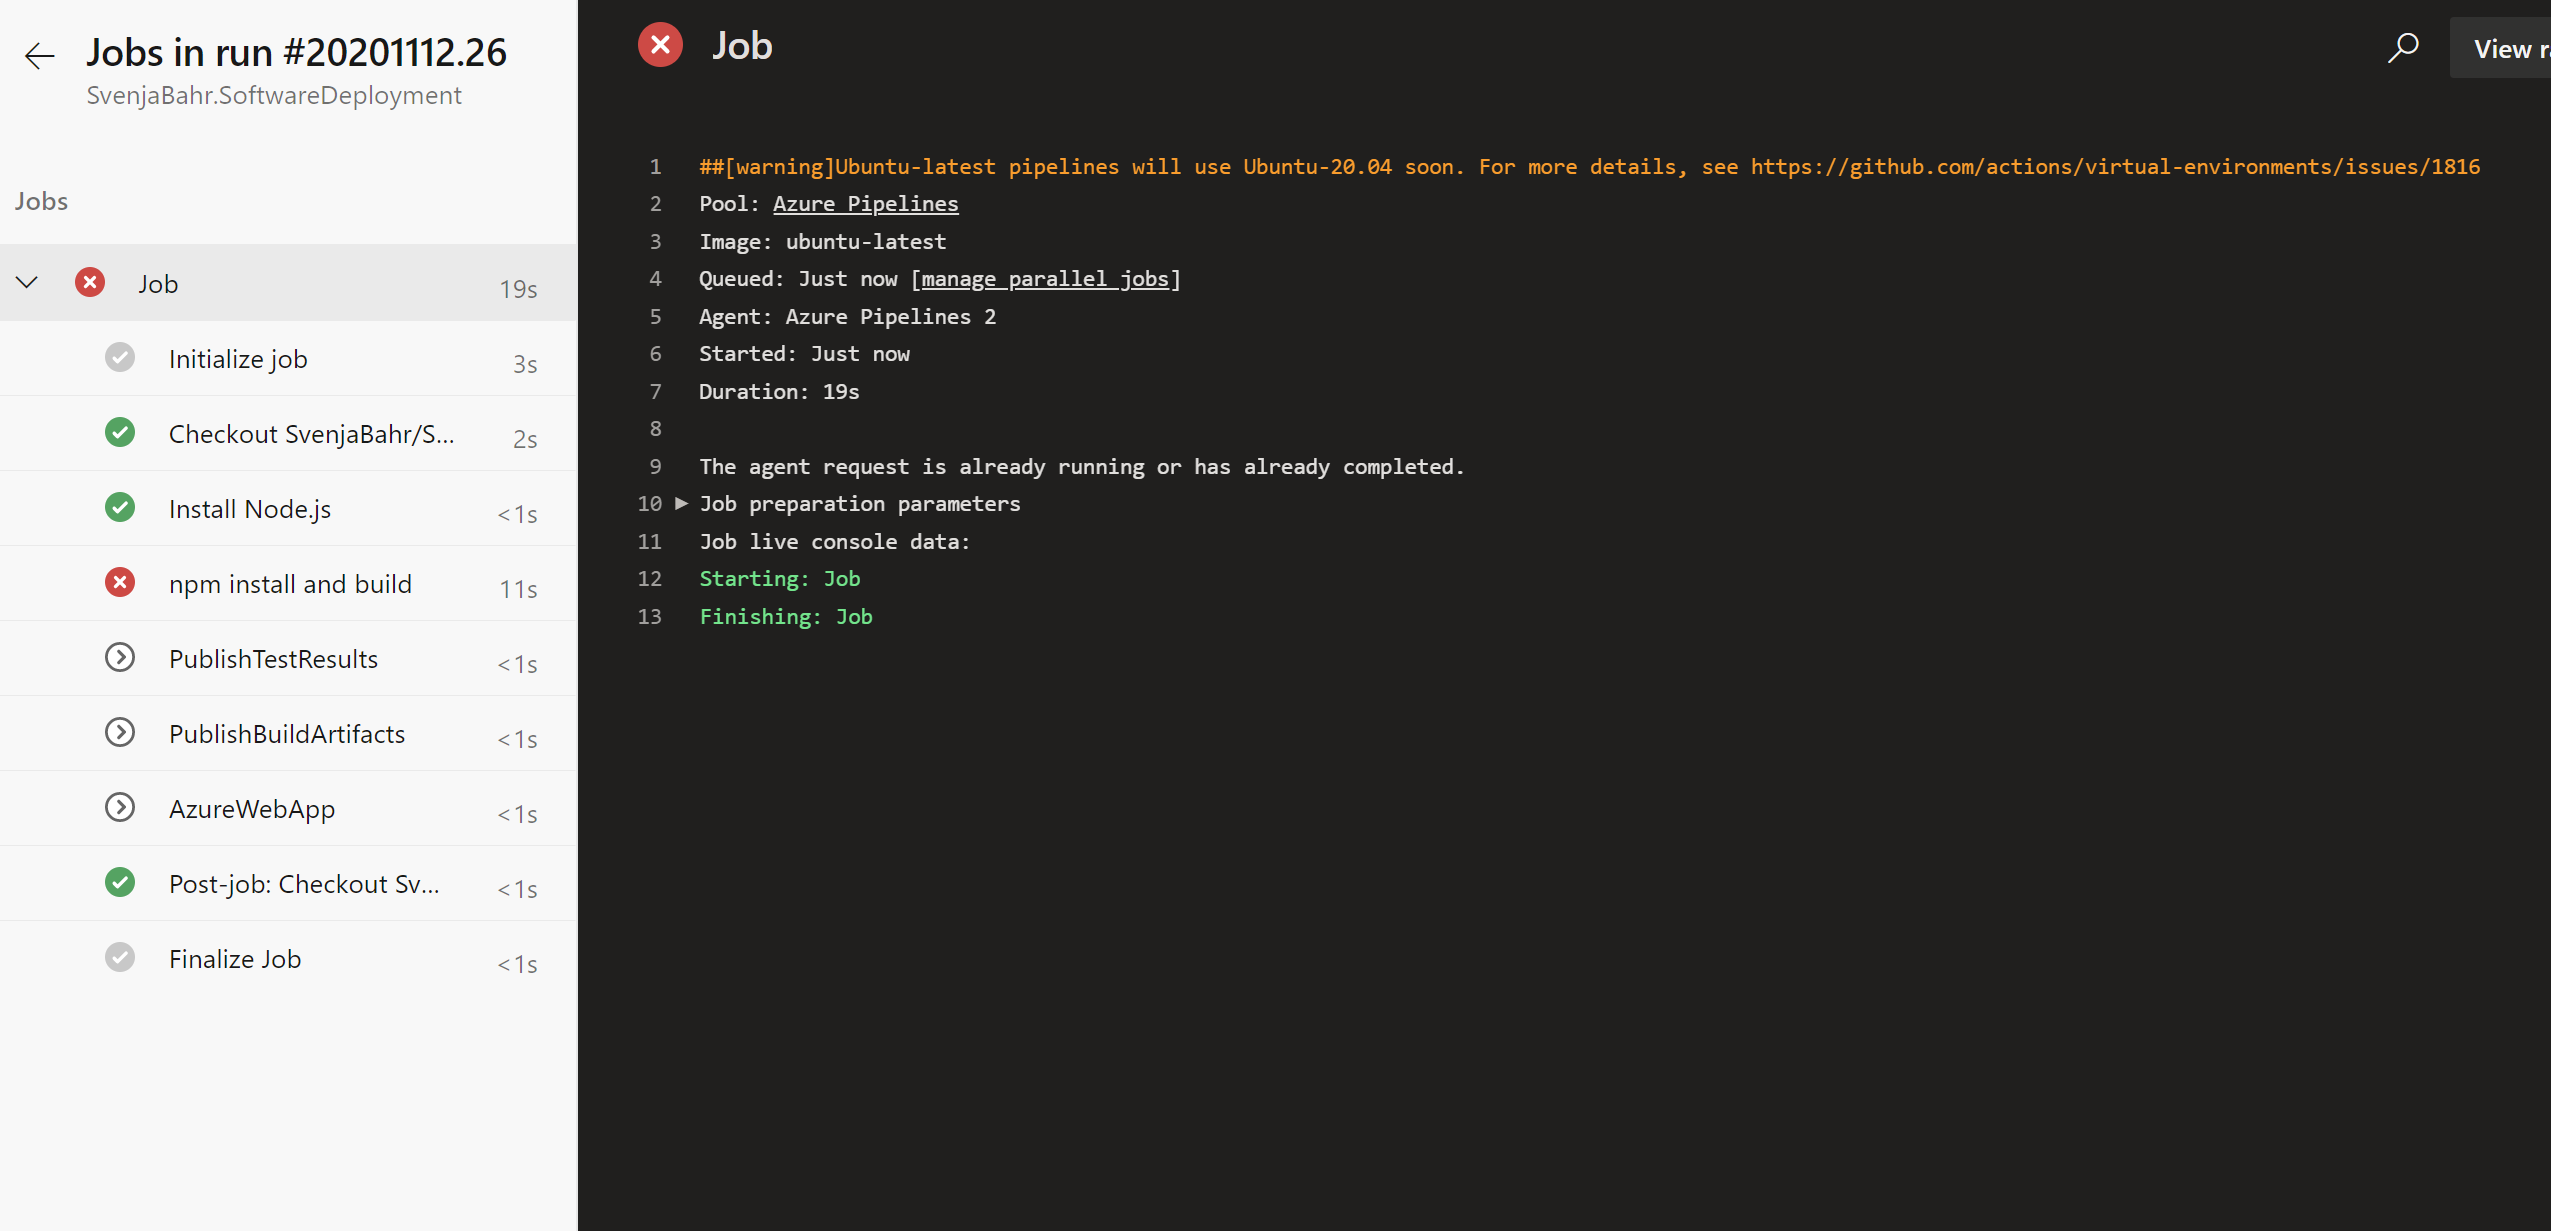 Jobs in run #20201112.26
SvenjaBahr.SoftwareDeployment
Jobs
Job 19s
Initialize job 3s
Checkout SvenjaBahr/S... 2s
Install Node.js <1s
npm install and build 11s
PublishTestResults <1s
PublishBuildArtifacts <1s
AzureWebApp <1s
Post-job: Checkout Sv... <1s
Finalize Job <1s
Job
View r
1 ##[warning]Ubuntu-latest pipelines will use Ubuntu-20.04 soon. For more details, see https://github.com/actions/virtual-environments/issues/1816
2 Pool: Azure Pipelines
3 Image: ubuntu-latest
4 Queued: Just now [manage parallel jobs]
5 Agent: Azure Pipelines 2
6 Started: Just now
7 Duration: 19s
8
9 The agent request is already running or has already completed.
10 Job preparation parameters
11 Job live console data:
12 Starting: Job
13 Finishing: Job